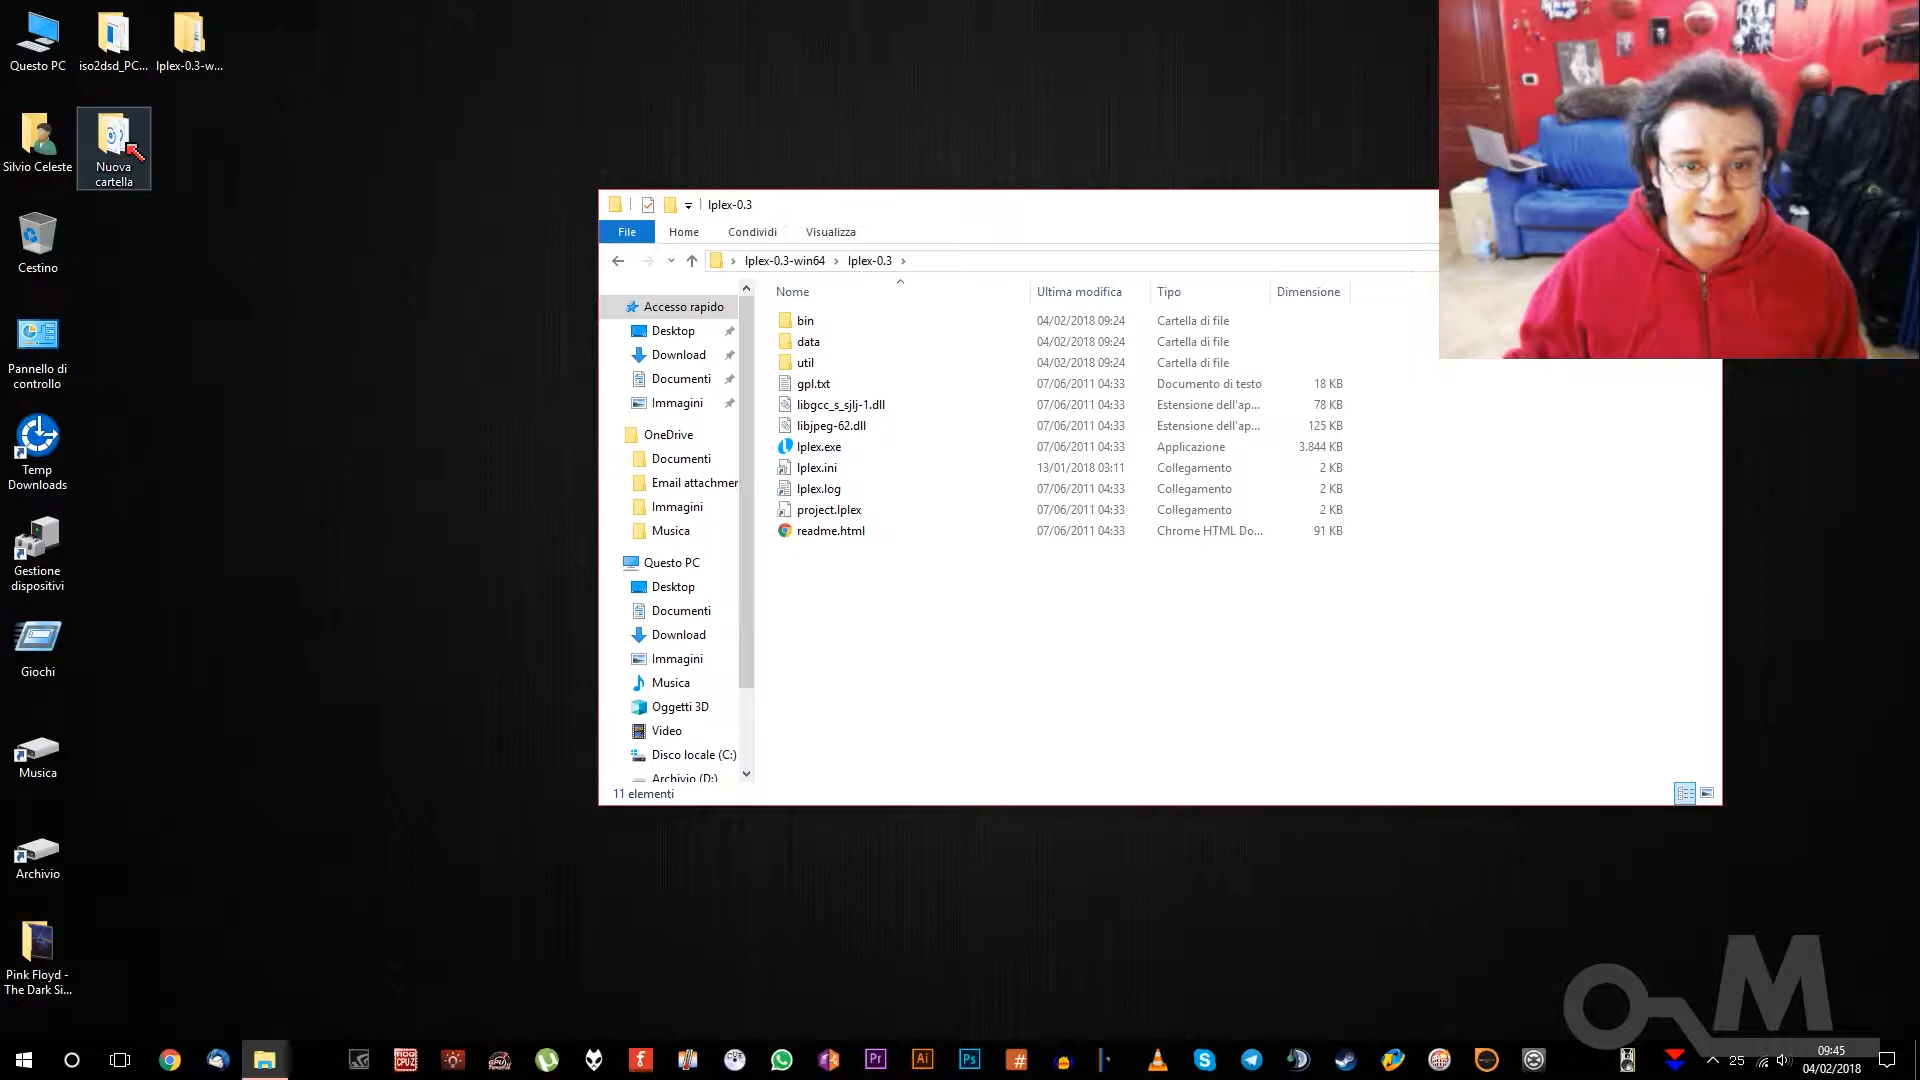 Questo PC
iso2dsd_PC...
lplex-0.3-w...
Silvio Celeste
Nuova
cartella
Cestino
Pannello di
controllo
Temp
Downloads
Gestione
dispositivi
Giochi
Musica
Archivio
Pink Floyd -
The Dark Si...
lplex-0.3
File
Home
Condividi
Visualizza
lplex-0.3-win64 › lplex-0.3 ›
Nome
Ultima modifica
Tipo
Dimensione
bin 04/02/2018 09:24 Cartella di file
data 04/02/2018 09:24 Cartella di file
util 04/02/2018 09:24 Cartella di file
gpl.txt 07/06/2011 04:33 Documento di testo 18 KB
libgcc_s_sjlj-1.dll 07/06/2011 04:33 Estensione dell'ap... 78 KB
libjpeg-62.dll 07/06/2011 04:33 Estensione dell'ap... 125 KB
lplex.exe 07/06/2011 04:33 Applicazione 3.844 KB
lplex.ini 13/01/2018 03:11 Collegamento 2 KB
lplex.log 07/06/2011 04:33 Collegamento 2 KB
project.lplex 07/06/2011 04:33 Collegamento 2 KB
readme.html 07/06/2011 04:33 Chrome HTML Do... 91 KB
Accesso rapido
Desktop
Download
Documenti
Immagini
OneDrive
Documenti
Email attachmer
Immagini
Musica
Questo PC
Desktop
Documenti
Download
Immagini
Musica
Oggetti 3D
Video
Disco locale (C:)
Archivio (D:)
11 elementi
M
Pr
Ai
Ps
25
09:45
04/02/2018